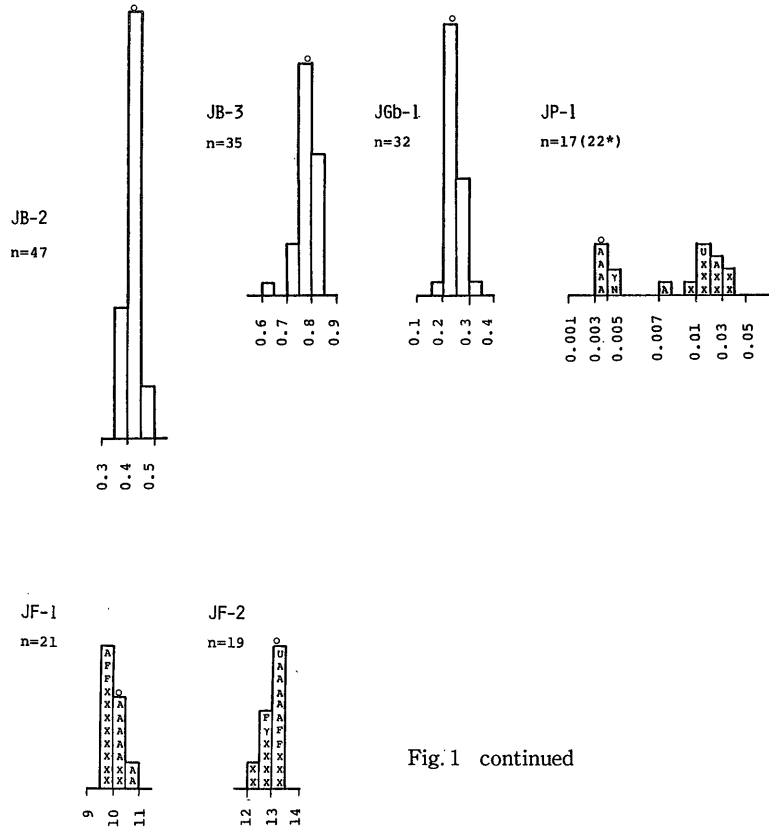 JB-2
n=47
0.3 0.4 0.5
JB-3
n=35
0.6 0.7 0.8 0.9
JGb-1
n=32
0.1 0.2 0.3 0.4
JP-1
n=17(22*)
A
A
A
A
Y
N
A
X
U
X
X
X
A
X
X
X
X
0.001 0.003 0.005 0.007 0.01 0.03 0.05
JF-1
n=21
A
F
F
X
X
X
X
X
X
X
X
A
A
A
A
A
X
X
A
A
9 10 11
JF-2
n=19
X
X
F
Y
X
X
X
X
U
A
A
A
A
A
F
F
X
X
X
12 13 14
Fig. 1 continued